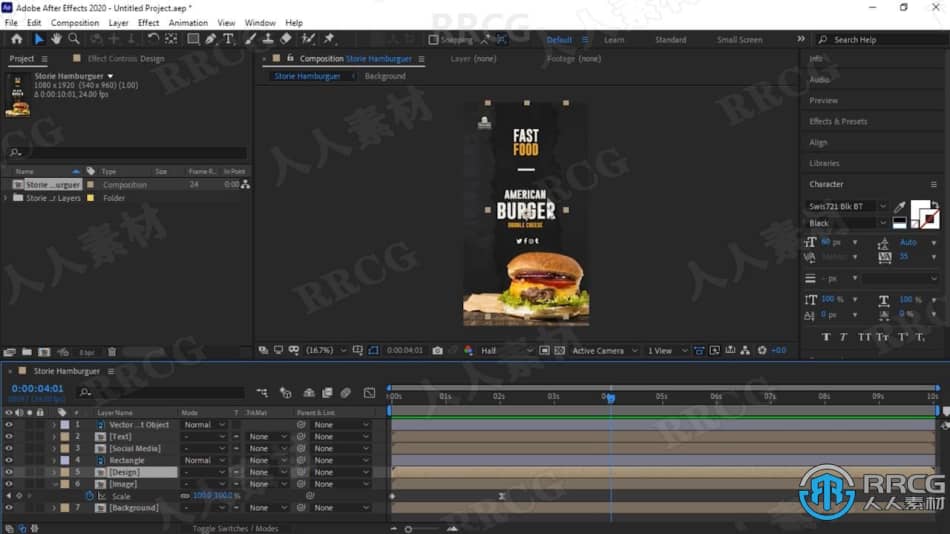 Adobe After Effects 2020 - Untitled Project.aep *
File Edit Composition Layer Effect Animation View Window Help
Snapping Default Learn Standard Small Screen Search Help
Project Effect Controls Design
Storie Hamburguer
1080 x 1920 (540 x 960) (1.00)
Δ 0:00:10:01, 24.00 fps
Name Type Size Frame R... In Point
Storie ...urguer Composition 24 0:00
Storie ...r Layers Folder
8 bpc
Composition Storie Hamburguer Layer (none) Footage (none)
Storie Hamburguer Background
FAST
FOOD
AMERICAN
BURGER
DOUBLE CHEESE
(16.7%) 0:00:04:01 Half Active Camera 1 View +0.0
Info
Audio
Preview
Effects & Presets
Align
Libraries
Character
Swis721 Blk BT
Black
60 px Auto
Metrics 35
- px
100 % 100 %
0 px 0 %
Storie Hamburguer
0:00:04:01
# Layer Name Mode T .TrkMat Parent & Link
1 Vector ...t Object Normal None
2 [Text] - None None
3 [Social Media] - None None
4 Rectangle Normal None
5 [Design] - None None
6 [Image] - None None
Scale 100.0,100.0%
7 [Background] - None None
Toggle Switches / Modes
:00s 01s 02s 03s 04s 05s 06s 07s 08s 09s 10s
RRCG
人人素材